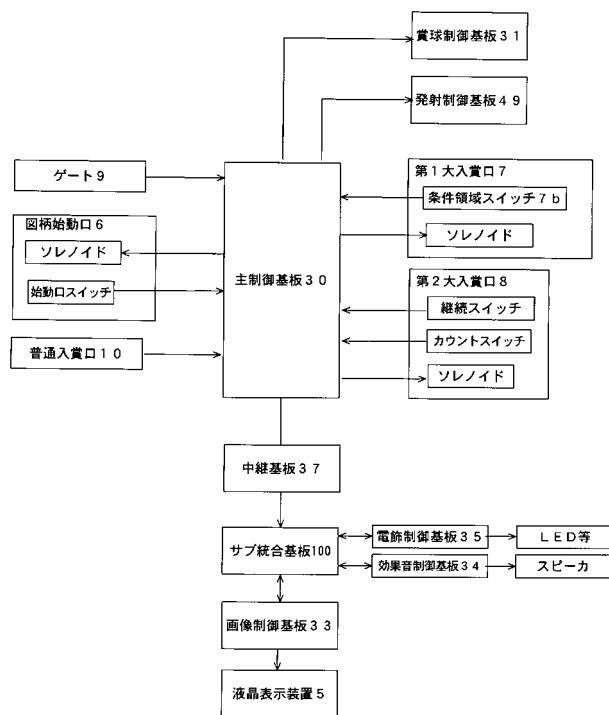 賞球制御基板３１
発射制御基板４９
ゲート９
第１大入賞口７
条件領域スイッチ７ｂ
ソレノイド
図柄始動口６
ソレノイド
始動口スイッチ
主制御基板３０
第２大入賞口８
継続スイッチ
カウントスイッチ
ソレノイド
普通入賞口１０
中継基板３７
サブ統合基板100
電飾制御基板３５
ＬＥＤ等
効果音制御基板３４
スピーカ
画像制御基板３３
液晶表示装置５